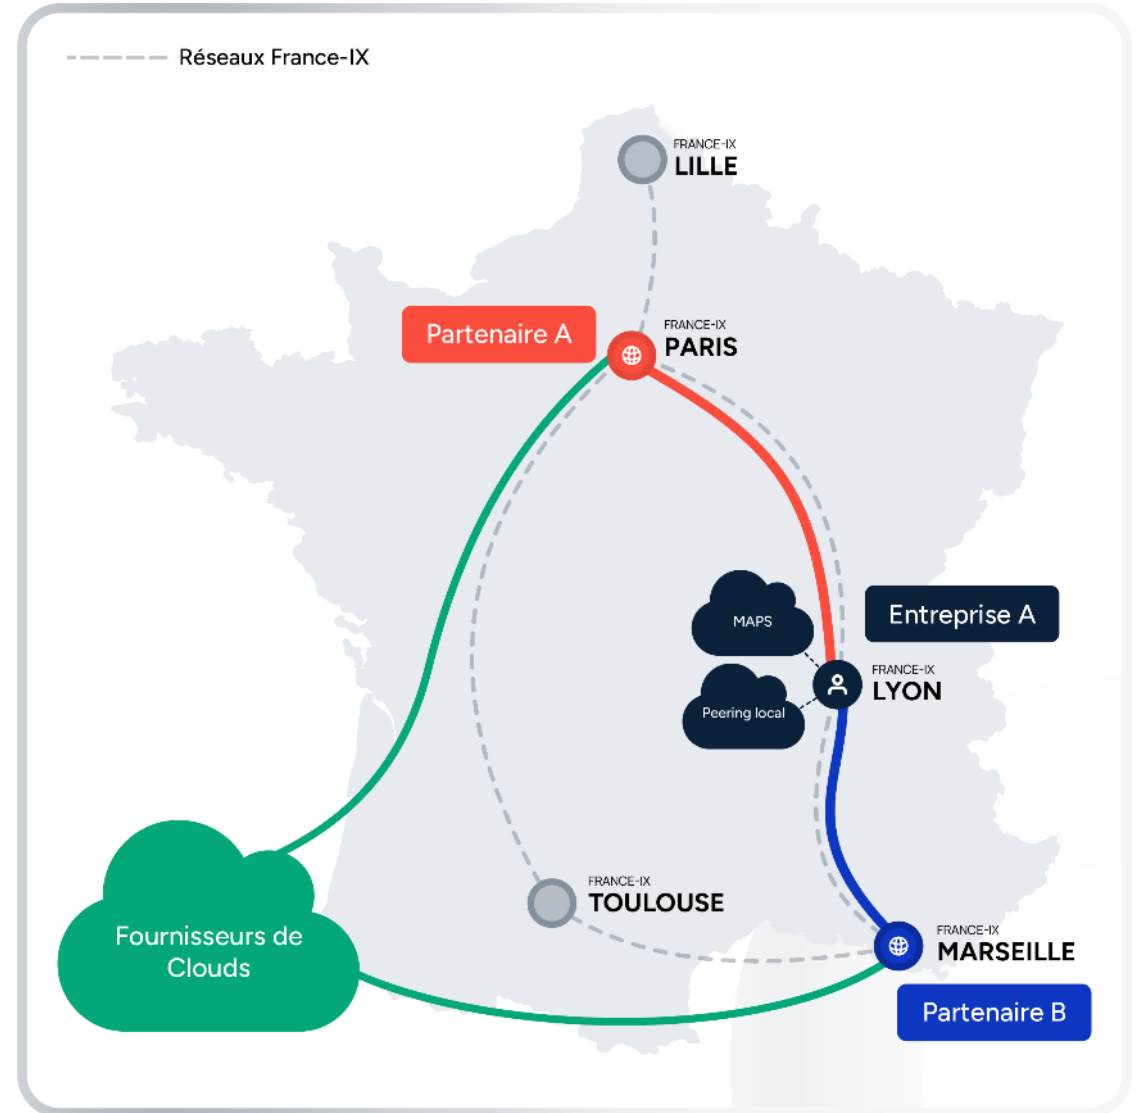 Réseaux France-IX
FRANCE-IX
LILLE
Partenaire A
FRANCE-IX
PARIS
MAPS
Entreprise A
FRANCE-IX
LYON
Peering local
FRANCE-IX
TOULOUSE
Fournisseurs de
Clouds
FRANCE-IX
MARSEILLE
Partenaire B